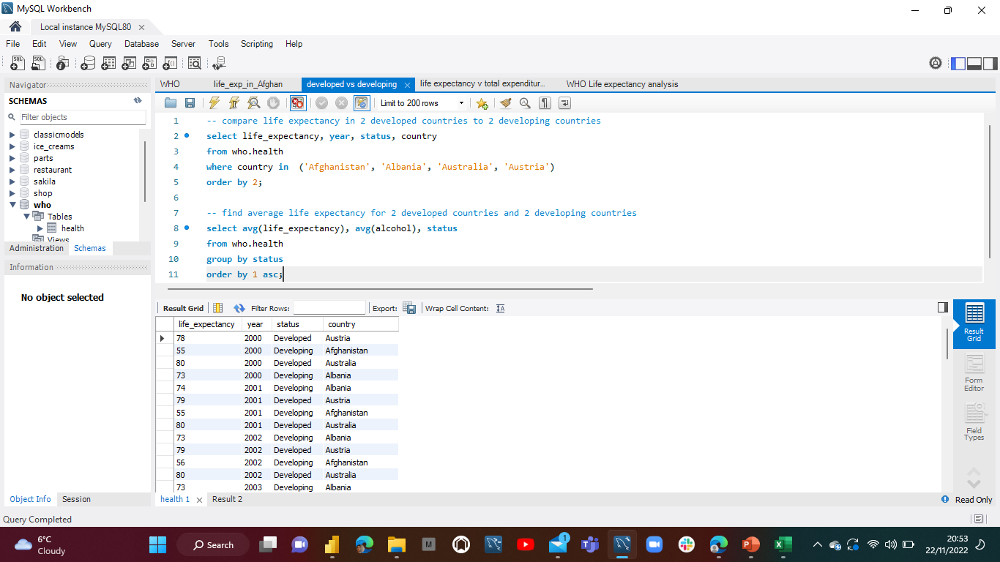 MySQL Workbench
Local instance MySQL80
File Edit View Query Database Server Tools Scripting Help
Navigator
SCHEMAS
Filter objects
classicmodels
ice_creams
parts
restaurant
sakila
shop
who
Tables
health
Views
Administration Schemas
Information
No object selected
Object Info Session
WHO life_exp_in_Afghan developed vs developing life expectancy v total expenditur... WHO Life expectancy analysis
Limit to 200 rows
1 -- compare life expectancy in 2 developed countries to 2 developing countries
2 select life_expectancy, year, status, country
3 from who.health
4 where country in ('Afghanistan', 'Albania', 'Australia', 'Austria')
5 order by 2;
6
7 -- find average life expectancy for 2 developed countries and 2 developing countries
8 select avg(life_expectancy), avg(alcohol), status
9 from who.health
10 group by status
11 order by 1 asc;
Result Grid Filter Rows: Export: Wrap Cell Content:
life_expectancy year status country
78 2000 Developed Austria
55 2000 Developing Afghanistan
80 2000 Developed Australia
73 2000 Developing Albania
74 2001 Developing Albania
79 2001 Developed Austria
55 2001 Developing Afghanistan
80 2001 Developed Australia
73 2002 Developing Albania
79 2002 Developed Austria
56 2002 Developing Afghanistan
80 2002 Developed Australia
73 2003 Developing Albania
Result
Grid
Form
Editor
Field
Types
health 1 Result 2
Read Only
Query Completed
6°C
Cloudy
Search
1
20:53
22/11/2022